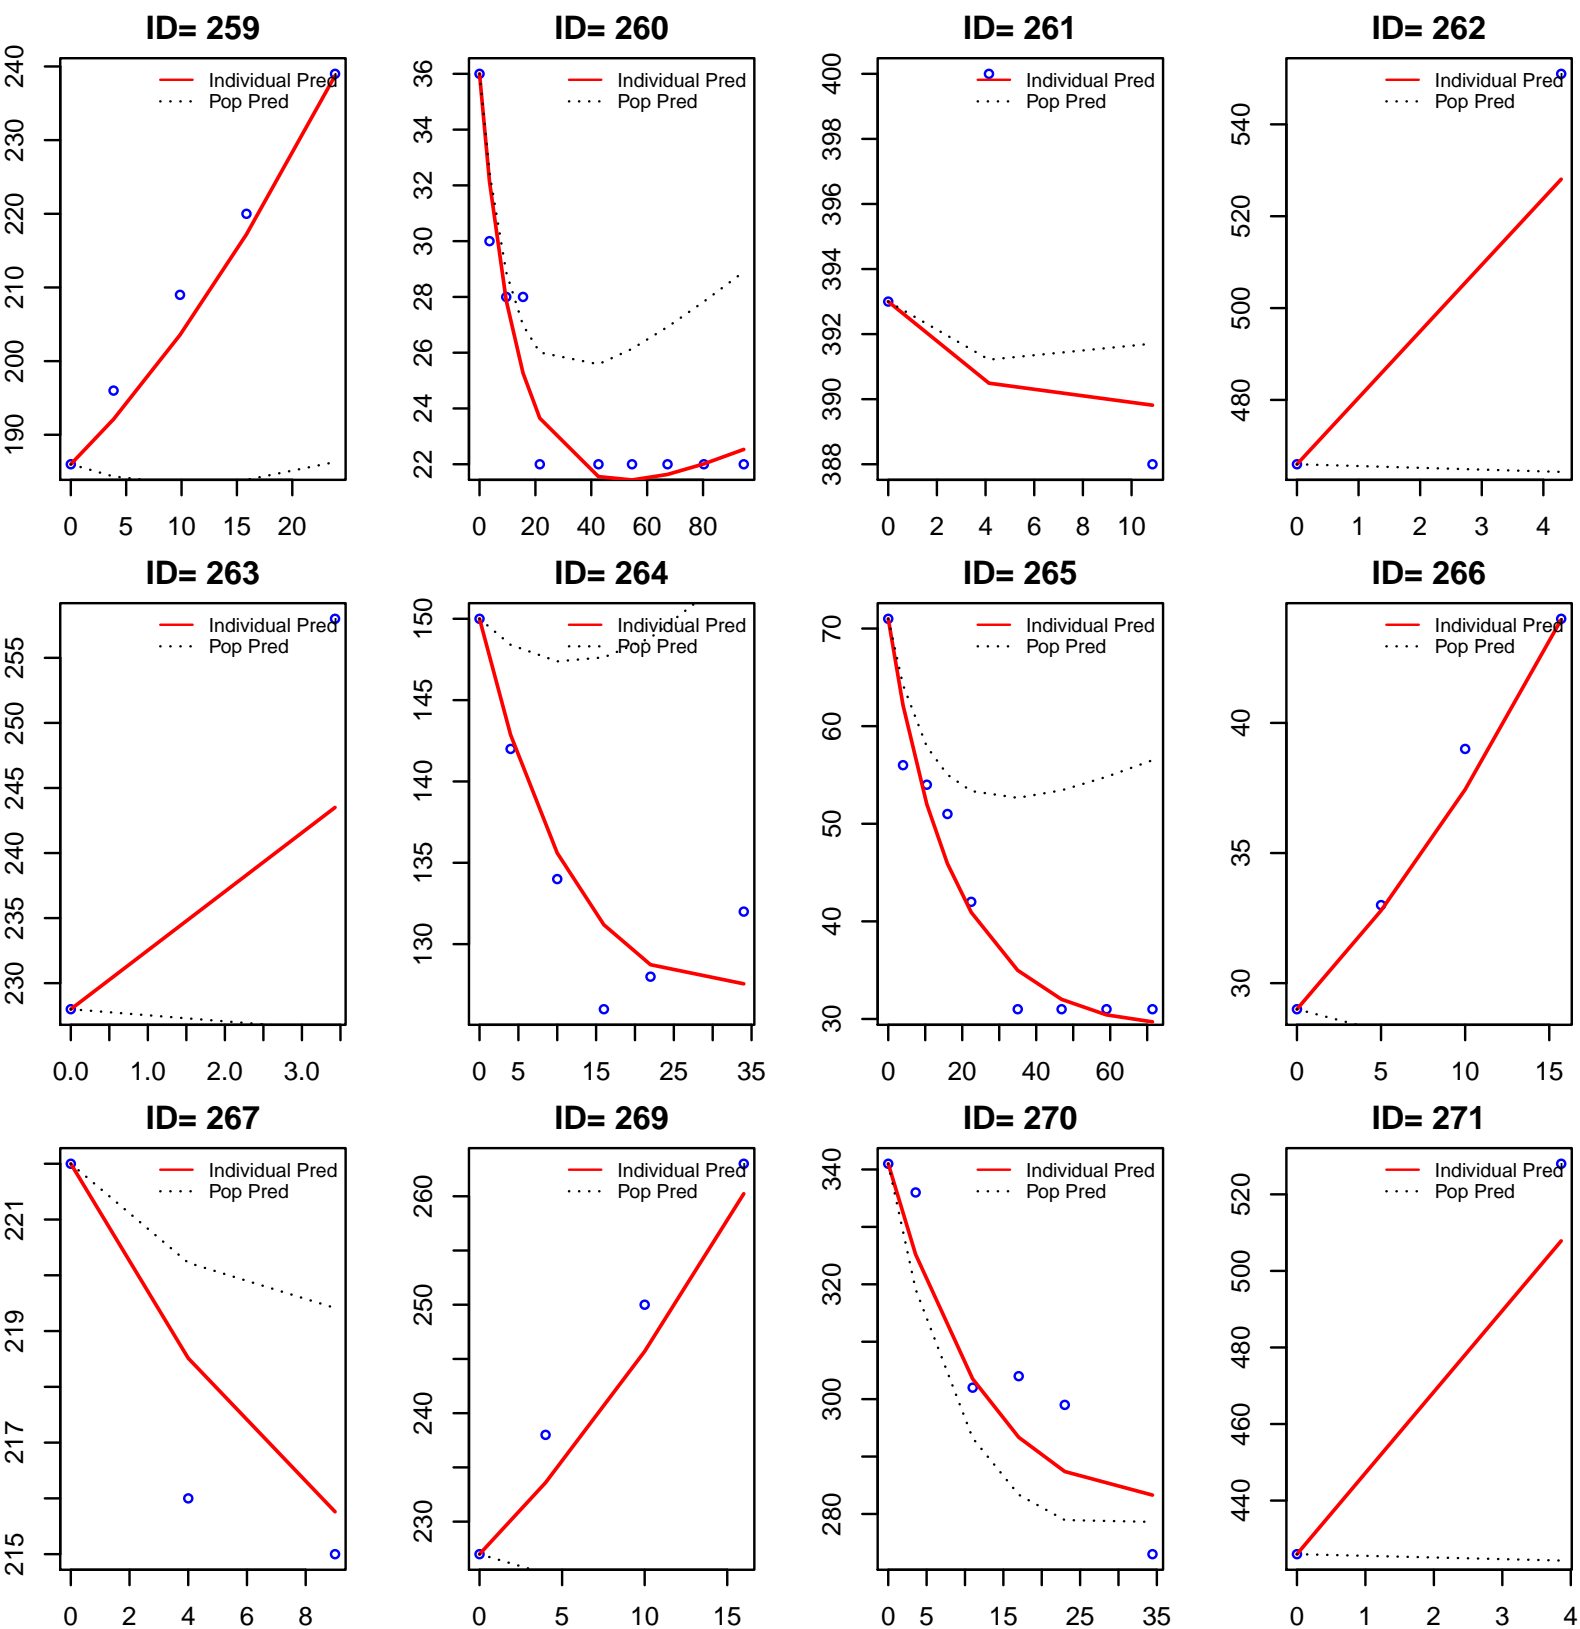 ID= 259 ID= 260 ID= 261 ID= 262
Individual Pred Individual Pred Individual Pred Individual Pred
Pop Pred Pop Pred Pop Pred Pop Pred
190 200 210 220 230 240
22 24 26 28 30 32 34 36
388 390 392 394 396 398 400
480 500 520 540
0 5 10 15 20 0 20 40 60 80 0 2 4 6 8 10 0 1 2 3 4
ID= 263 ID= 264 ID= 265 ID= 266
Individual Pred Individual Pred Individual Pred Individual Pred
Pop Pred Pop Pred Pop Pred Pop Pred
230 235 240 245 250 255
130 135 140 145 150
30 40 50 60 70
30 35 40
0.0 1.0 2.0 3.0 0 5 15 25 35 0 20 40 60 0 5 10 15
ID= 267 ID= 269 ID= 270 ID= 271
Individual Pred Individual Pred Individual Pred Individual Pred
Pop Pred Pop Pred Pop Pred Pop Pred
215 217 219 221
230 240 250 260
280 300 320 340
440 460 480 500 520
0 2 4 6 8 0 5 10 15 0 5 15 25 35 0 1 2 3 4